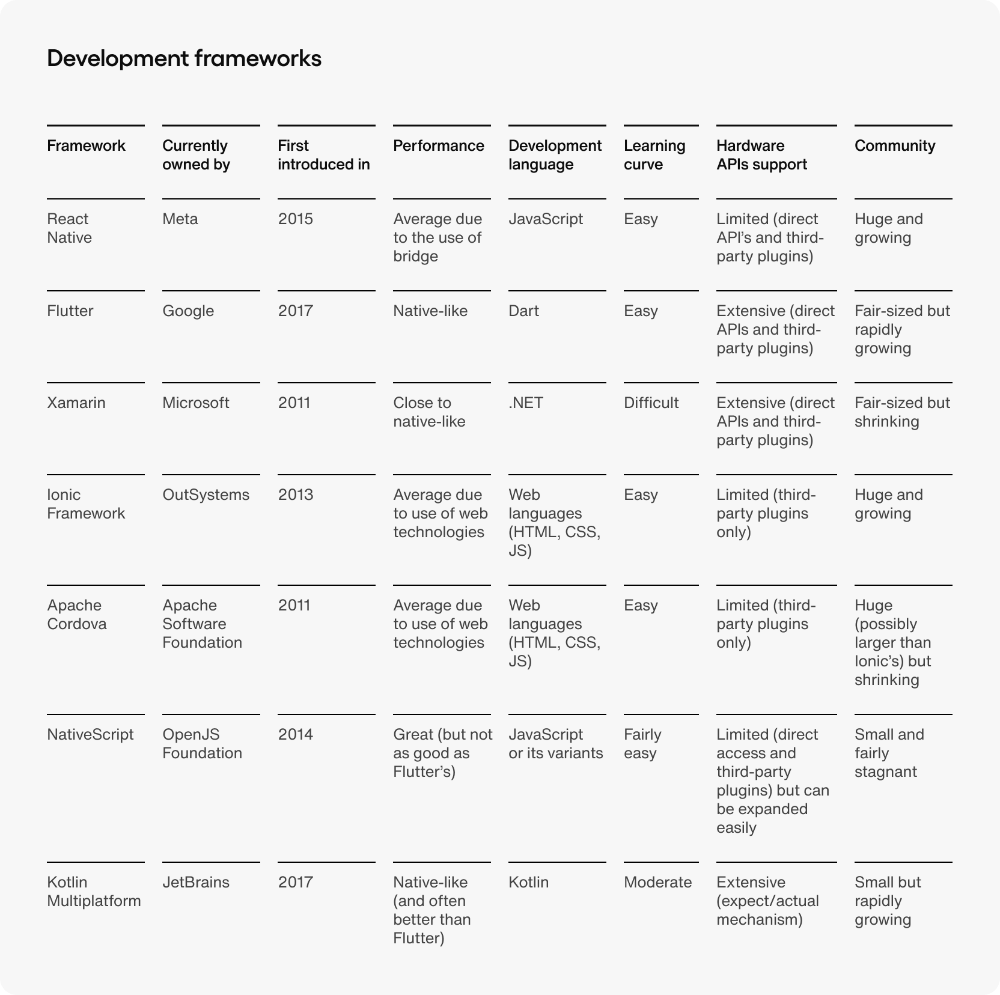 Development frameworks
Framework
Currently
owned by
First
introduced in
Performance
Development
language
Learning
curve
Hardware
APIs support
Community
React
Native
Meta
2015
Average due
to the use of
bridge
JavaScript
Easy
Limited (direct
API’s and third-
party plugins)
Huge and
growing
Flutter
Google
2017
Native-like
Dart
Easy
Extensive (direct
APIs and third-
party plugins)
Fair-sized but
rapidly
growing
Xamarin
Microsoft
2011
Close to
native-like
.NET
Difficult
Extensive (direct
APIs and third-
party plugins)
Fair-sized but
shrinking
Ionic
Framework
OutSystems
2013
Average due
to use of web
technologies
Web
languages
(HTML, CSS,
JS)
Easy
Limited (third-
party plugins
only)
Huge and
growing
Apache
Cordova
Apache
Software
Foundation
2011
Average due
to use of web
technologies
Web
languages
(HTML, CSS,
JS)
Easy
Limited (third-
party plugins
only)
Huge
(possibly
larger than
Ionic’s) but
shrinking
NativeScript
OpenJS
Foundation
2014
Great (but not
as good as
Flutter’s)
JavaScript
or its variants
Fairly
easy
Limited (direct
access and
third-party
plugins) but can
be expanded
easily
Small and
fairly
stagnant
Kotlin
Multiplatform
JetBrains
2017
Native-like
(and often
better than
Flutter)
Kotlin
Moderate
Extensive
(expect/actual
mechanism)
Small but
rapidly
growing